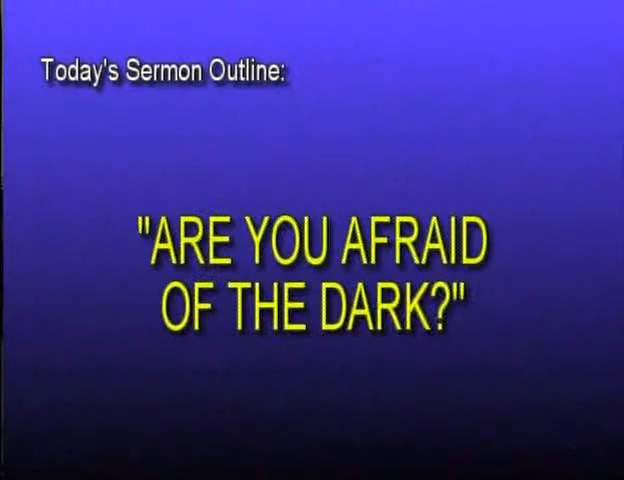 Today's Sermon Outline:
"ARE YOU AFRAID
OF THE DARK?"